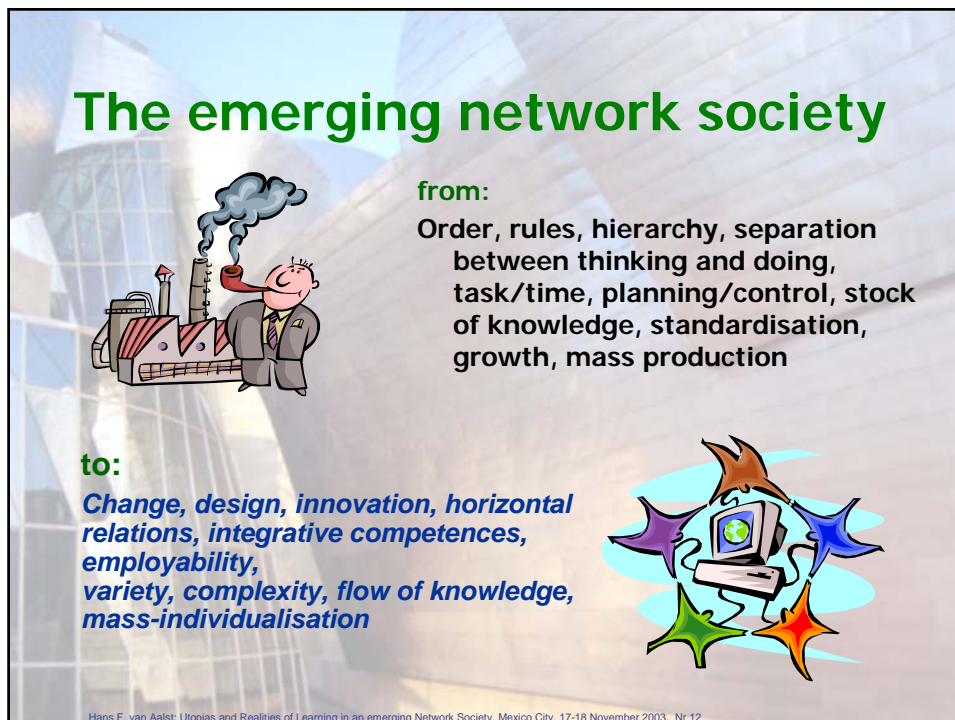 The emerging network society
from:
Order, rules, hierarchy, separation
between thinking and doing,
task/time, planning/control, stock
of knowledge, standardisation,
growth, mass production
to:
Change, design, innovation, horizontal
relations, integrative competences,
employability,
variety, complexity, flow of knowledge,
mass-individualisation
Hans F. van Aalst: Utopias and Realities of Learning in an emerging Network Society, Mexico City, 17-18 November 2003. Nr 12